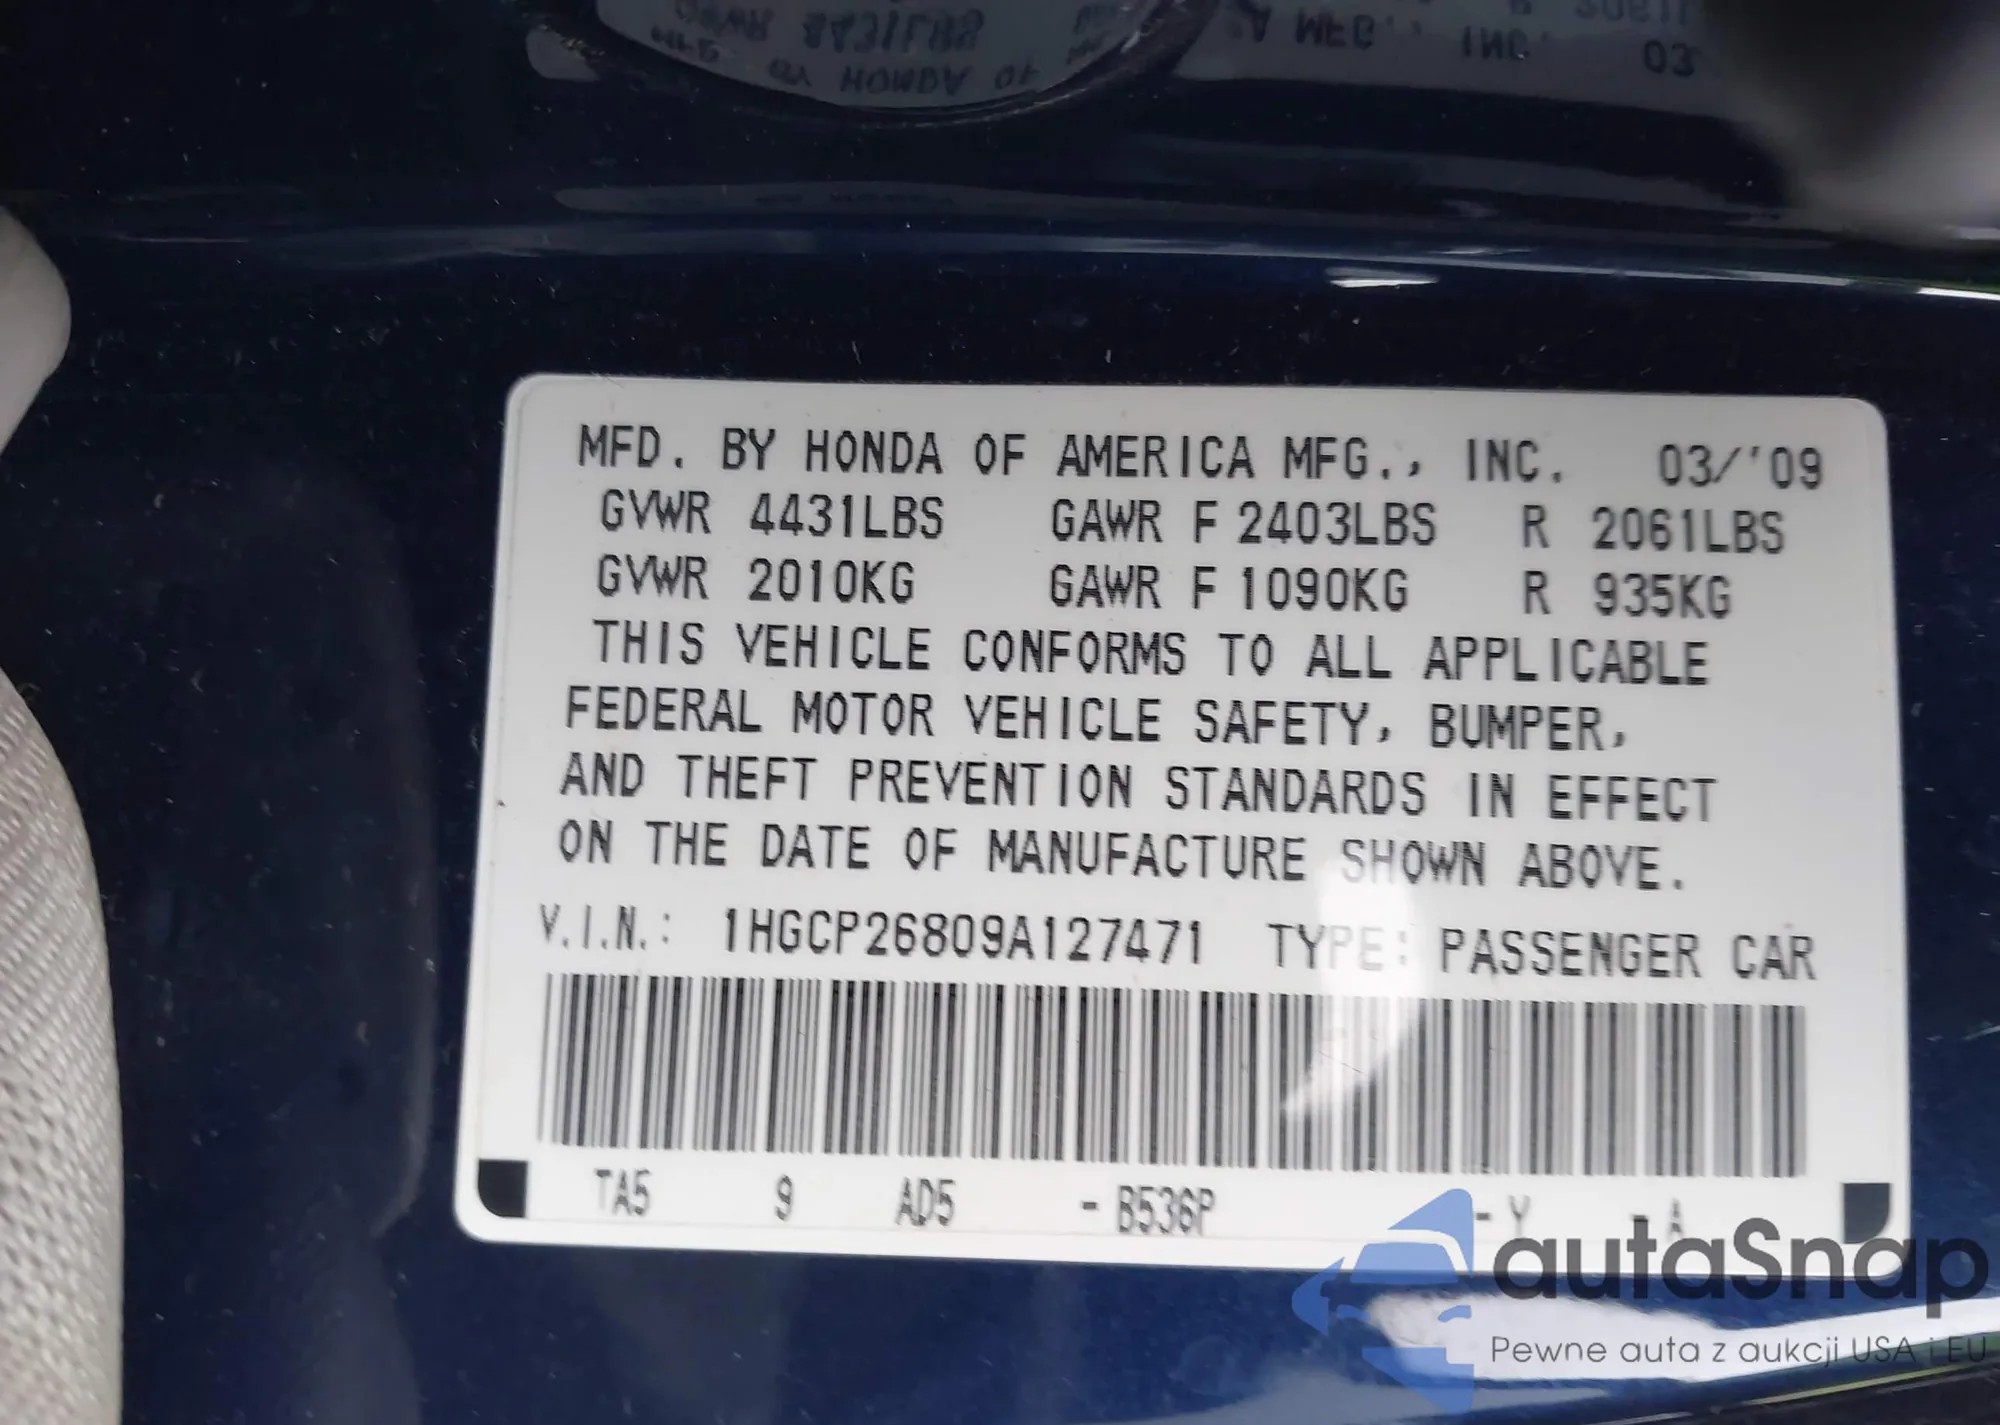 MFD. BY HONDA OF AMERICA MFG., INC. 03/'09
GVWR 4431LBS GAWR F 2403LBS R 2061LBS
GVWR 2010KG GAWR F 1090KG R 935KG
THIS VEHICLE CONFORMS TO ALL APPLICABLE
FEDERAL MOTOR VEHICLE SAFETY, BUMPER,
AND THEFT PREVENTION STANDARDS IN EFFECT
ON THE DATE OF MANUFACTURE SHOWN ABOVE.
V.I.N.: 1HGCP26809A127471 TYPE: PASSENGER CAR
TA5 9 AD5 - B536P - Y - A
autaSnap
Pewne auta z aukcji USA i EU